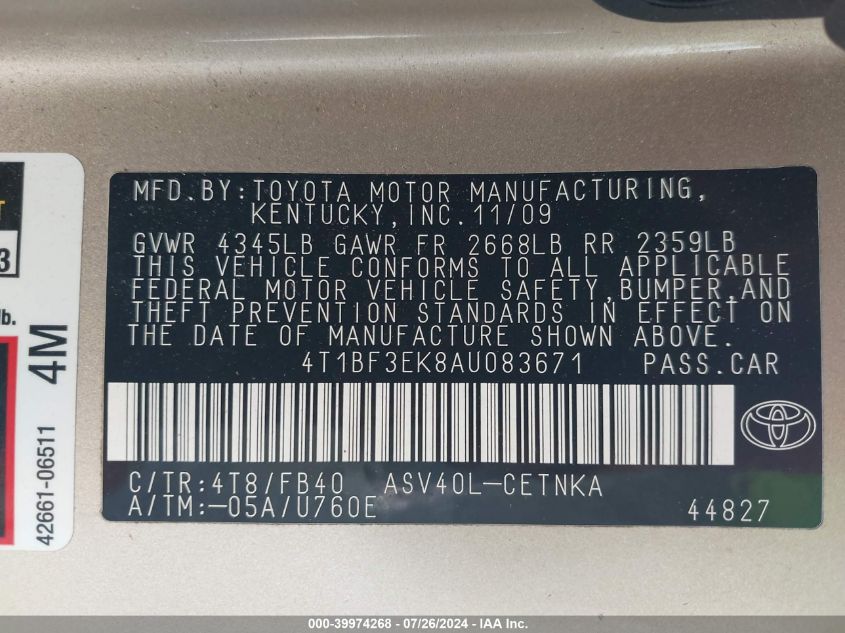 MFD. BY: TOYOTA MOTOR MANUFACTURING,
KENTUCKY, INC. 11/09
GVWR 4345LB GAWR FR 2668LB RR 2359LB
THIS VEHICLE CONFORMS TO ALL APPLICABLE
FEDERAL MOTOR VEHICLE SAFETY, BUMPER, AND
THEFT PREVENTION STANDARDS IN EFFECT ON
THE DATE OF MANUFACTURE SHOWN ABOVE.
4T1BF3EK8AU083671 PASS.CAR
C/TR: 4T8/FB40 ASV40L-CETNKA
A/TM: -05A/U760E 44827
3
lb.
4M
42661-06511
000-39974268 - 07/26/2024 - IAA Inc.